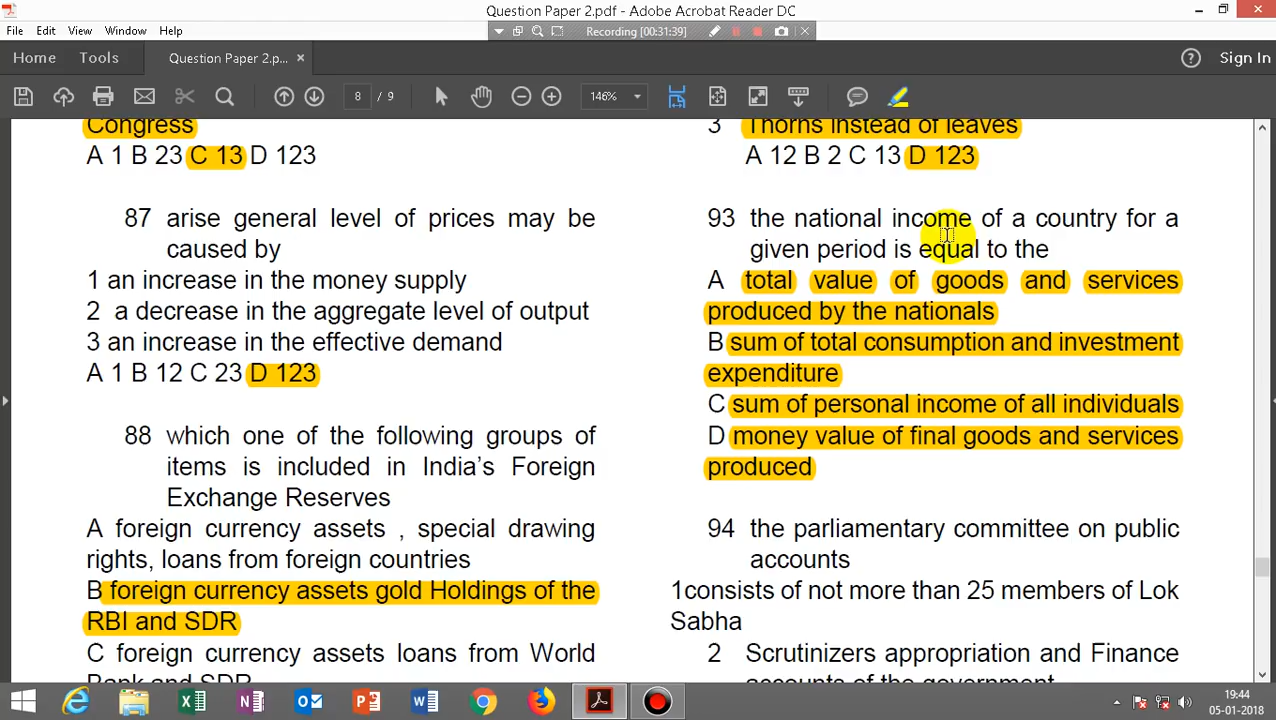 Question Paper 2.pdf - Adobe Acrobat Reader DC
File Edit View Window Help
Recording [00:31:39]
Home Tools Question Paper 2.p... × Sign In
8 / 9 146%
Congress
A 1 B 23 C 13 D 123
87 arise general level of prices may be
caused by
1 an increase in the money supply
2 a decrease in the aggregate level of output
3 an increase in the effective demand
A 1 B 12 C 23 D 123
88 which one of the following groups of
items is included in India's Foreign
Exchange Reserves
A foreign currency assets , special drawing
rights, loans from foreign countries
B foreign currency assets gold Holdings of the
RBI and SDR
C foreign currency assets loans from World
Bank and SDR
3 Thorns instead of leaves
A 12 B 2 C 13 D 123
93 the national income of a country for a
given period is equal to the
A total value of goods and services
produced by the nationals
B sum of total consumption and investment
expenditure
C sum of personal income of all individuals
D money value of final goods and services
produced
94 the parliamentary committee on public
accounts
1consists of not more than 25 members of Lok
Sabha
2 Scrutinizers appropriation and Finance
accounts of the government
19:44
05-01-2018